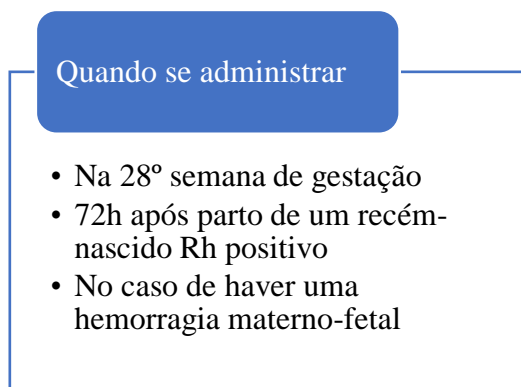 Quando se administrar
• Na 28º semana de gestação
• 72h após parto de um recém-
nascido Rh positivo
• No caso de haver uma
hemorragia materno-fetal